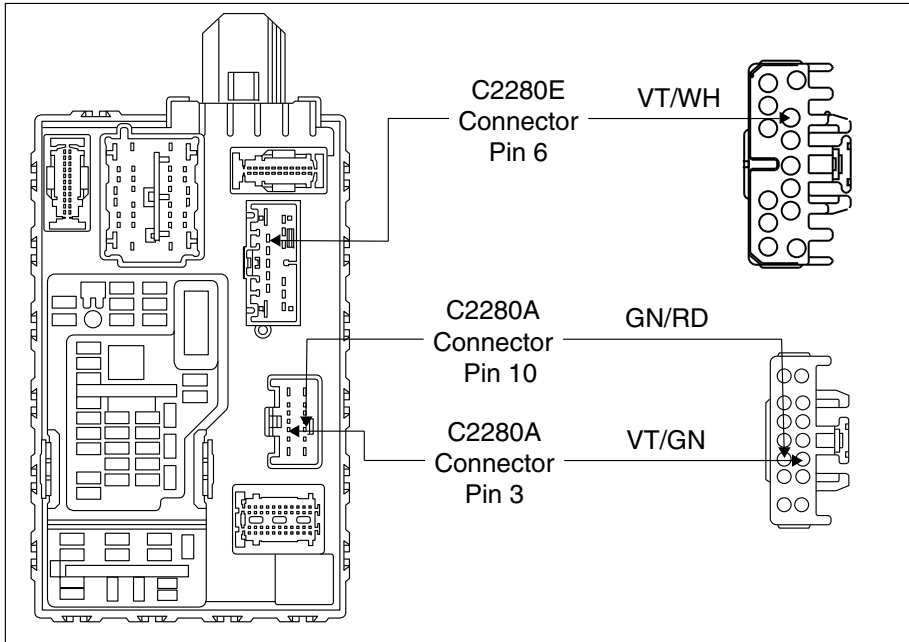 C2280E
Connector
Pin 6
VT/WH
C2280A
Connector
Pin 10
GN/RD
C2280A
Connector
Pin 3
VT/GN